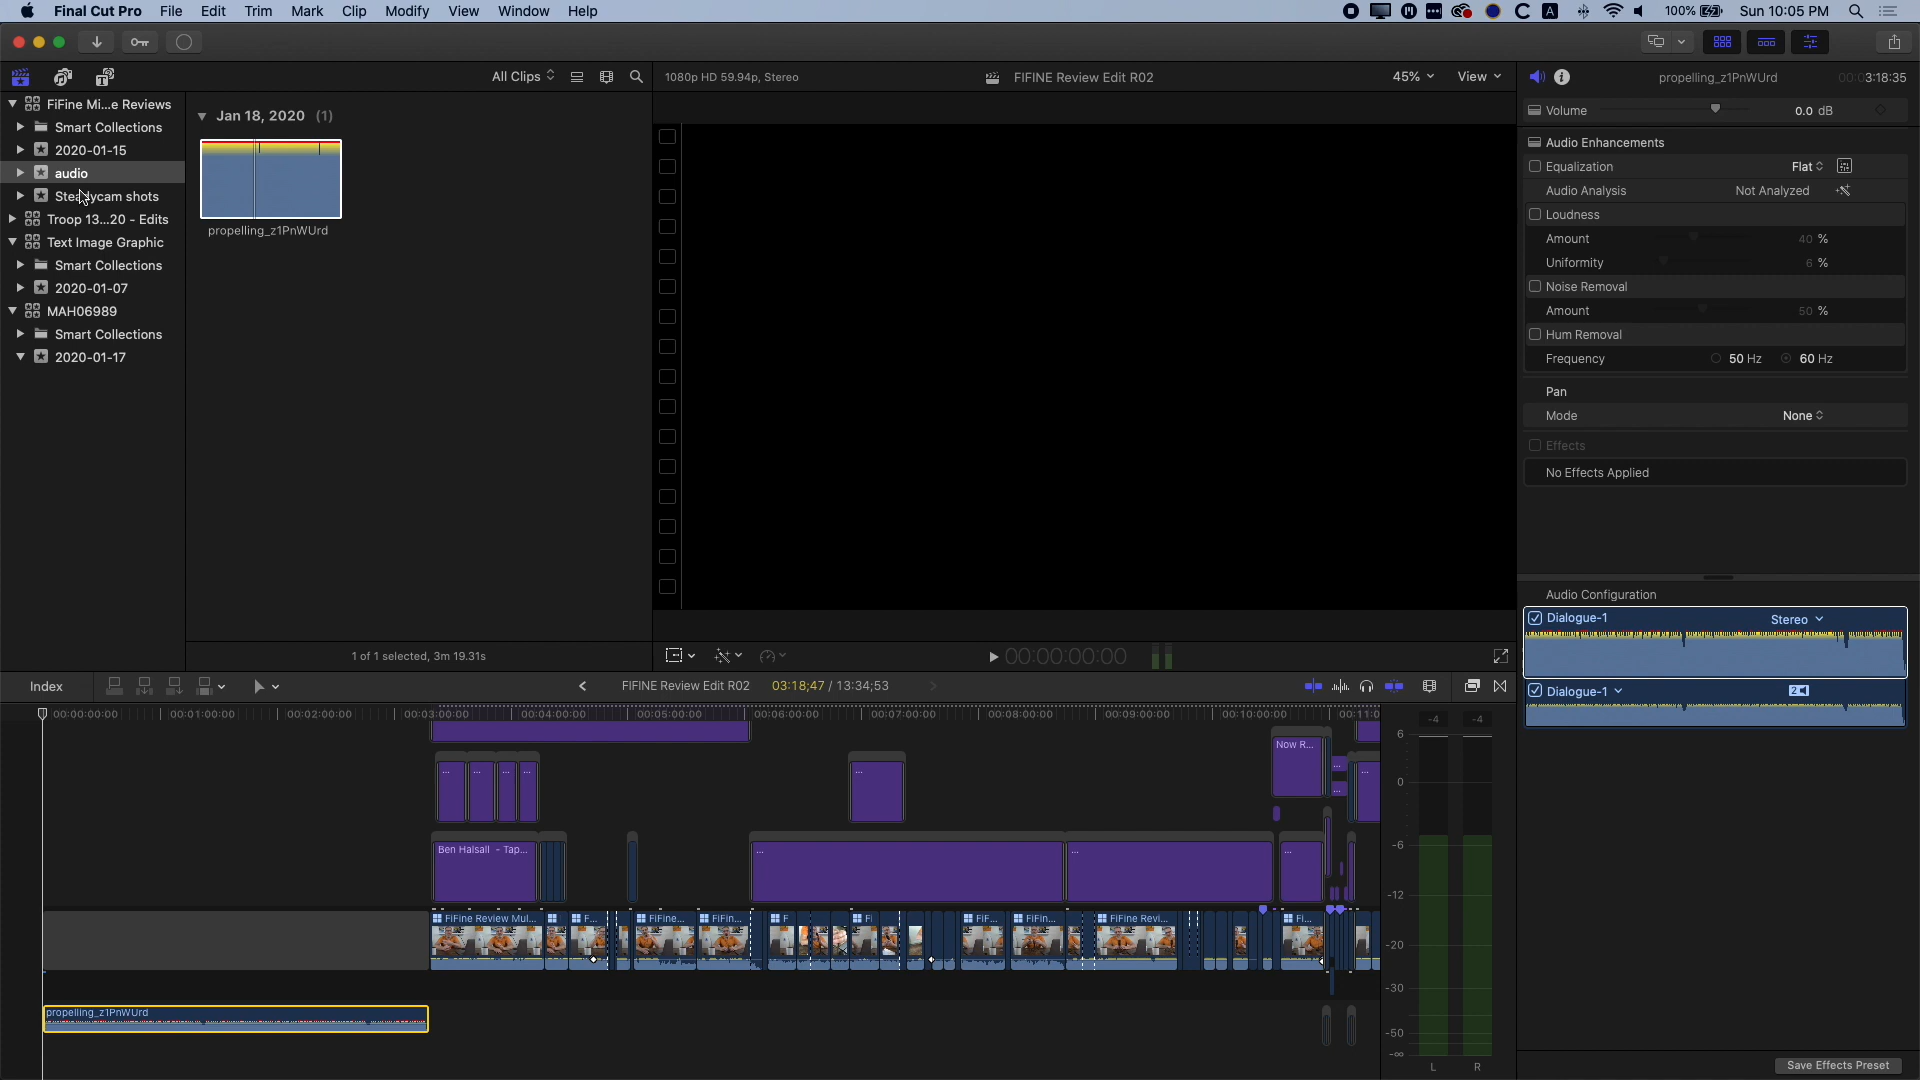 Final Cut Pro File Edit Trim Mark Clip Modify View Window Help
100% Sun 10:05 PM
All Clips
1080p HD 59.94p, Stereo
FIFINE Review Edit R02
45% View
propelling_z1PnWUrd
00:03:18:35
FiFine Mi...e Reviews
Smart Collections
2020-01-15
audio
Steadycam shots
Troop 13...20 - Edits
Text Image Graphic
Smart Collections
2020-01-07
MAH06989
Smart Collections
2020-01-17
Jan 18, 2020 (1)
propelling_z1PnWUrd
1 of 1 selected, 3m 19.31s
00:00:00:00
Volume 0.0 dB
Audio Enhancements
Equalization Flat
Audio Analysis Not Analyzed
Loudness
Amount 40 %
Uniformity 6 %
Noise Removal
Amount 50 %
Hum Removal
Frequency 50 Hz 60 Hz
Pan
Mode None
Effects
No Effects Applied
Audio Configuration
Dialogue-1 Stereo
Dialogue-1 2
Save Effects Preset
Index
FIFINE Review Edit R02 03:18;47 / 13:34;53
00:00:00:00 00:01:00:00 00:02:00:00 00:03:00:00 00:04:00:00 00:05:00:00 00:06:00:00 00:07:00:00 00:08:00:00 00:09:00:00 00:10:00:00 00:11:0
Now R...
... ... ... ... ... ... ...
Ben Halsall - Tap... ... ... ...
FiFine Review Mul... F... FiFine... FiFin... F Fi FiF... FiFin... FiFine Revi... Fi...
propelling_z1PnWUrd
-4 -4
6
0
-6
-12
-20
-30
-50
-∞
L R